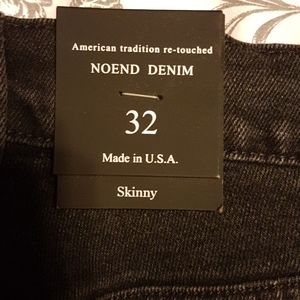 American tradition re-touched
NOEND DENIM
32
Made in U.S.A.
Skinny